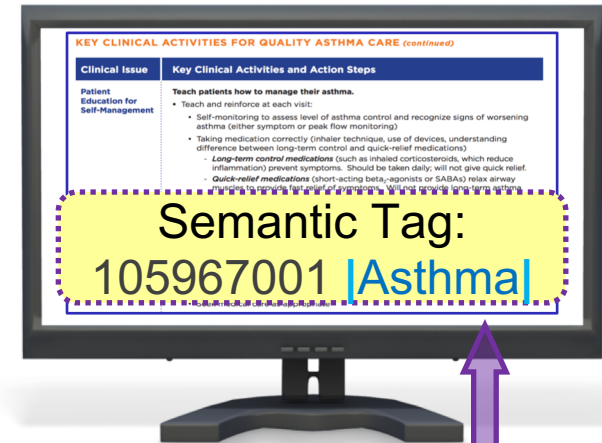 KEY CLINICAL ACTIVITIES FOR QUALITY ASTHMA CARE (continued)
Clinical Issue
Key Clinical Activities and Action Steps
Patient
Education for
Self-Management
Teach patients how to manage their asthma.
• Teach and reinforce at each visit:
• Self-monitoring to assess level of asthma control and recognize signs of worsening
asthma (either symptom or peak flow monitoring)
• Taking medication correctly (inhaler technique, use of devices, understanding
difference between long-term control and quick-relief medications)
- Long-term control medications (such as inhaled corticosteroids, which reduce
inflammation) prevent symptoms. Should be taken daily; will not give quick relief.
- Quick-relief medications (short-acting beta₂-agonists or SABAs) relax airway
muscles to provide fast relief of symptoms. Will not provide long-term asthma
Semantic Tag:
105967001 |Asthma|
• Seek medical care as appropriate